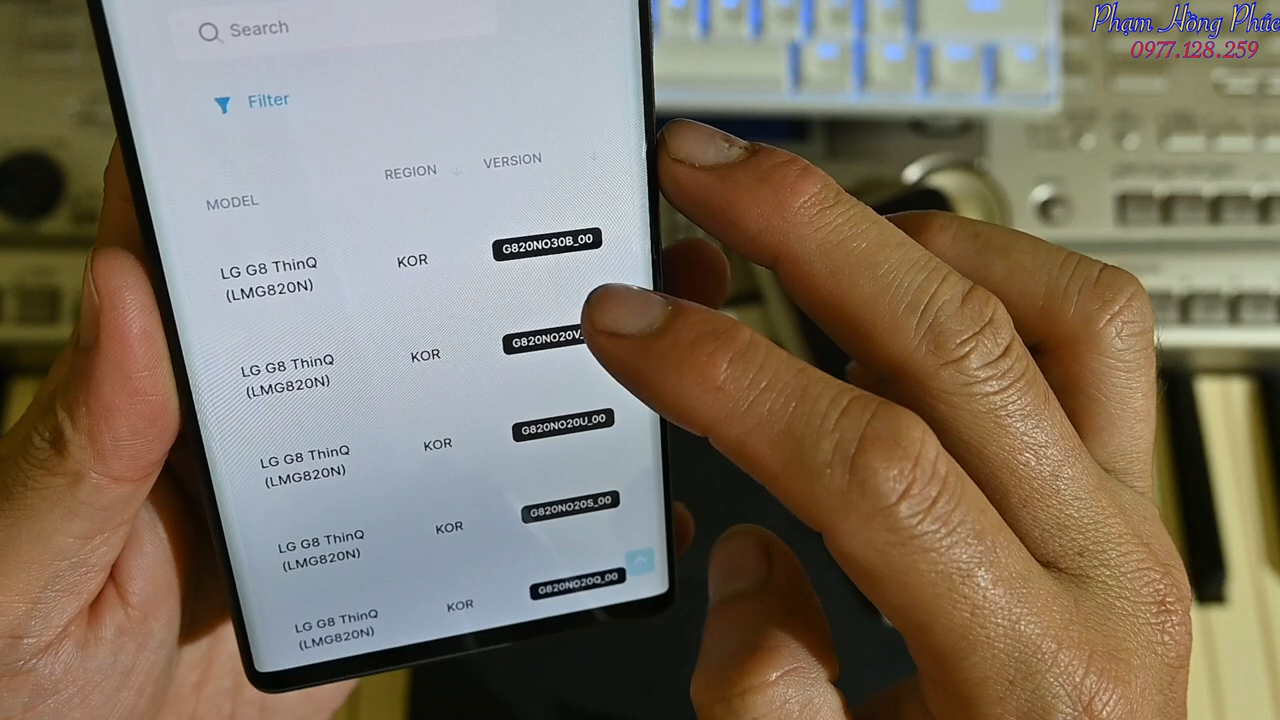 Phạm Hồng Phúc
0977.128.259
Search
Filter
MODEL REGION VERSION
LG G8 ThinQ (LMG820N) KOR G820NO30B_00
LG G8 ThinQ (LMG820N) KOR G820NO20V_
LG G8 ThinQ (LMG820N) KOR G820NO20U_00
LG G8 ThinQ (LMG820N) KOR G820NO20S_00
LG G8 ThinQ (LMG820N) KOR G820NO20Q_00